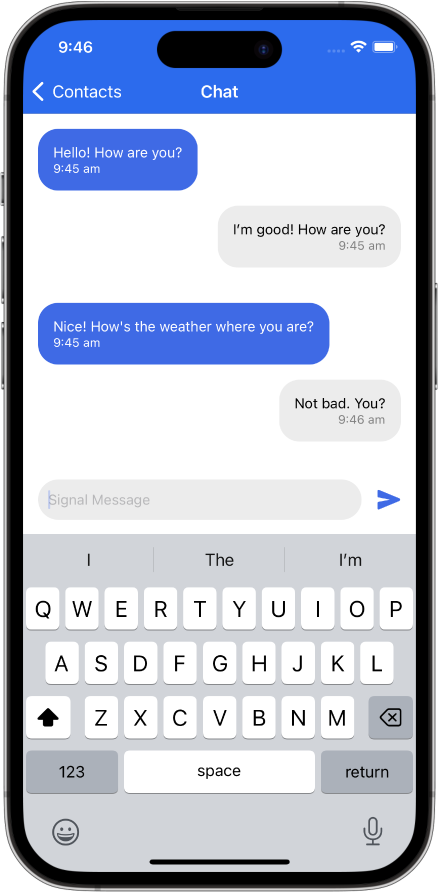 9:46
Contacts Chat
Hello! How are you?
9:45 am
I’m good! How are you?
9:45 am
Nice! How's the weather where you are?
9:45 am
Not bad. You?
9:46 am
Signal Message
I The I’m
Q W E R T Y U I O P
A S D F G H J K L
Z X C V B N M
123 space return